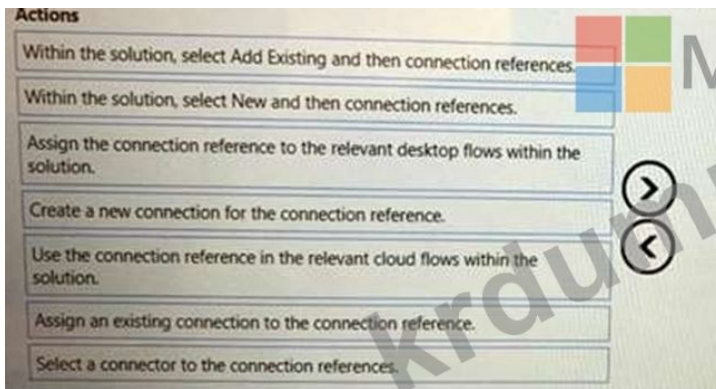 Actions
Within the solution, select Add Existing and then connection references.
Within the solution, select New and then connection references.
Assign the connection reference to the relevant desktop flows within the
solution.
Create a new connection for the connection reference.
Use the connection reference in the relevant cloud flows within the
solution.
Assign an existing connection to the connection reference.
Select a connector to the connection references.
M
krdum